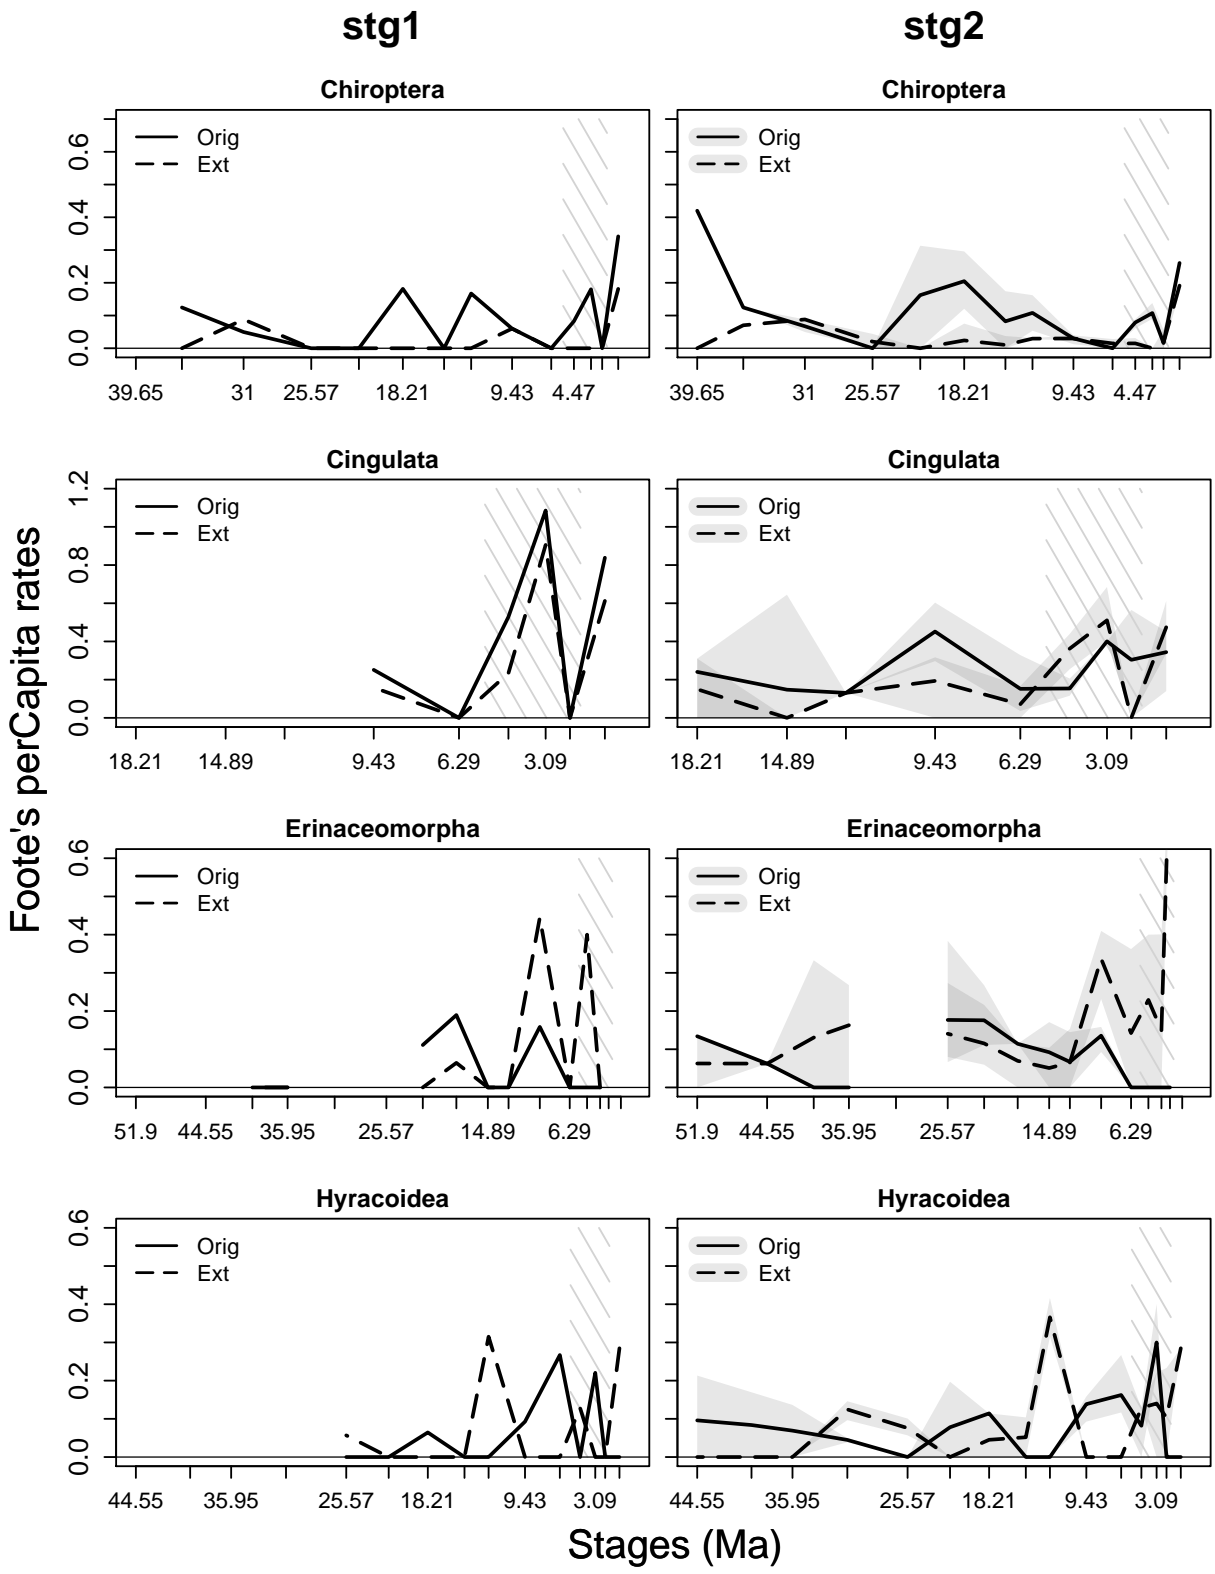 stg1 stg2
Chiroptera Chiroptera
Orig Orig
Ext Ext
0.0 0.2 0.4 0.6
39.65 31 25.57 18.21 9.43 4.47 39.65 31 25.57 18.21 9.43 4.47
Cingulata Cingulata
Orig Orig
Ext Ext
0.0 0.4 0.8 1.2
18.21 14.89 9.43 6.29 3.09 18.21 14.89 9.43 6.29 3.09
Foote's perCapita rates
Erinaceomorpha Erinaceomorpha
Orig Orig
Ext Ext
0.0 0.2 0.4 0.6
51.9 44.55 35.95 25.57 14.89 6.29 51.9 44.55 35.95 25.57 14.89 6.29
Hyracoidea Hyracoidea
Orig Orig
Ext Ext
0.0 0.2 0.4 0.6
44.55 35.95 25.57 18.21 9.43 3.09 44.55 35.95 25.57 18.21 9.43 3.09
Stages (Ma)